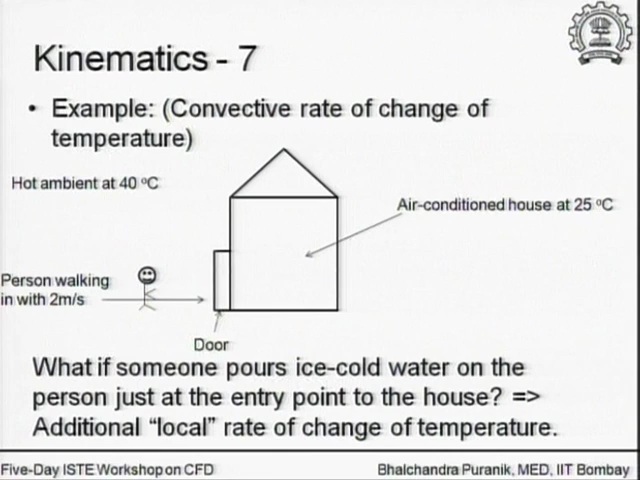 Kinematics - 7
• Example: (Convective rate of change of
temperature)
Hot ambient at 40 °C
Air-conditioned house at 25 °C
Person walking
in with 2m/s
Door
What if someone pours ice-cold water on the
person just at the entry point to the house? =>
Additional “local” rate of change of temperature.
Five-Day ISTE Workshop on CFD
Bhalchandra Puranik, MED, IIT Bombay